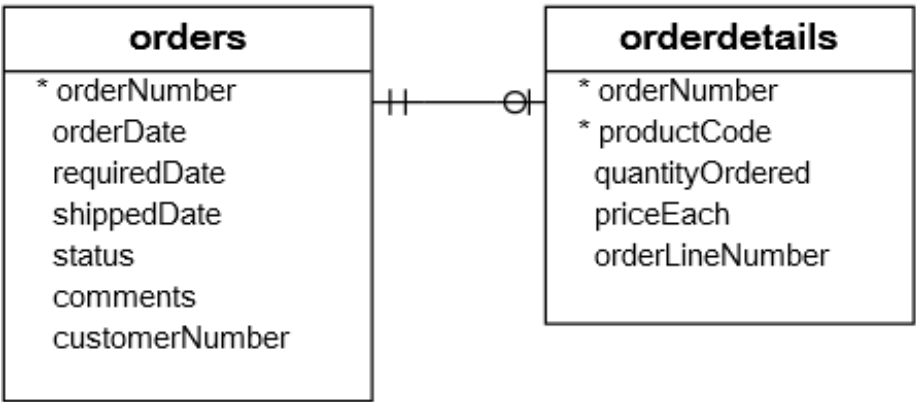 orders
* orderNumber
orderDate
requiredDate
shippedDate
status
comments
customerNumber
orderdetails
* orderNumber
* productCode
quantityOrdered
priceEach
orderLineNumber